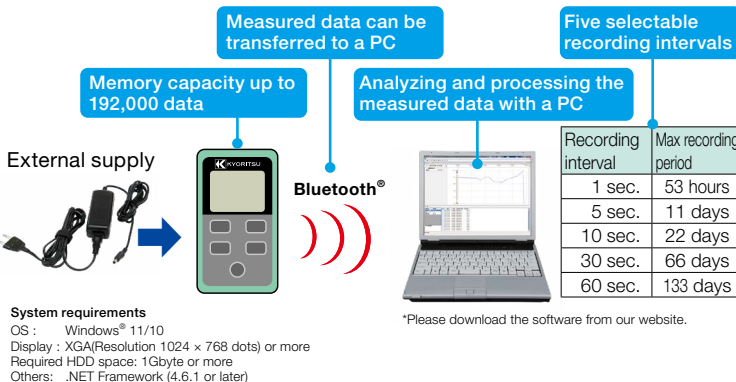 Measured data can be
transferred to a PC
Five selectable
recording intervals
Memory capacity up to
192,000 data
Analyzing and processing the
measured data with a PC
External supply
KYORITSU
Bluetooth®
Recording interval Max recording period
1 sec. 53 hours
5 sec. 11 days
10 sec. 22 days
30 sec. 66 days
60 sec. 133 days
System requirements
OS : Windows® 11/10
Display : XGA(Resolution 1024 × 768 dots) or more
Required HDD space: 1Gbyte or more
Others: .NET Framework (4.6.1 or later)
*Please download the software from our website.